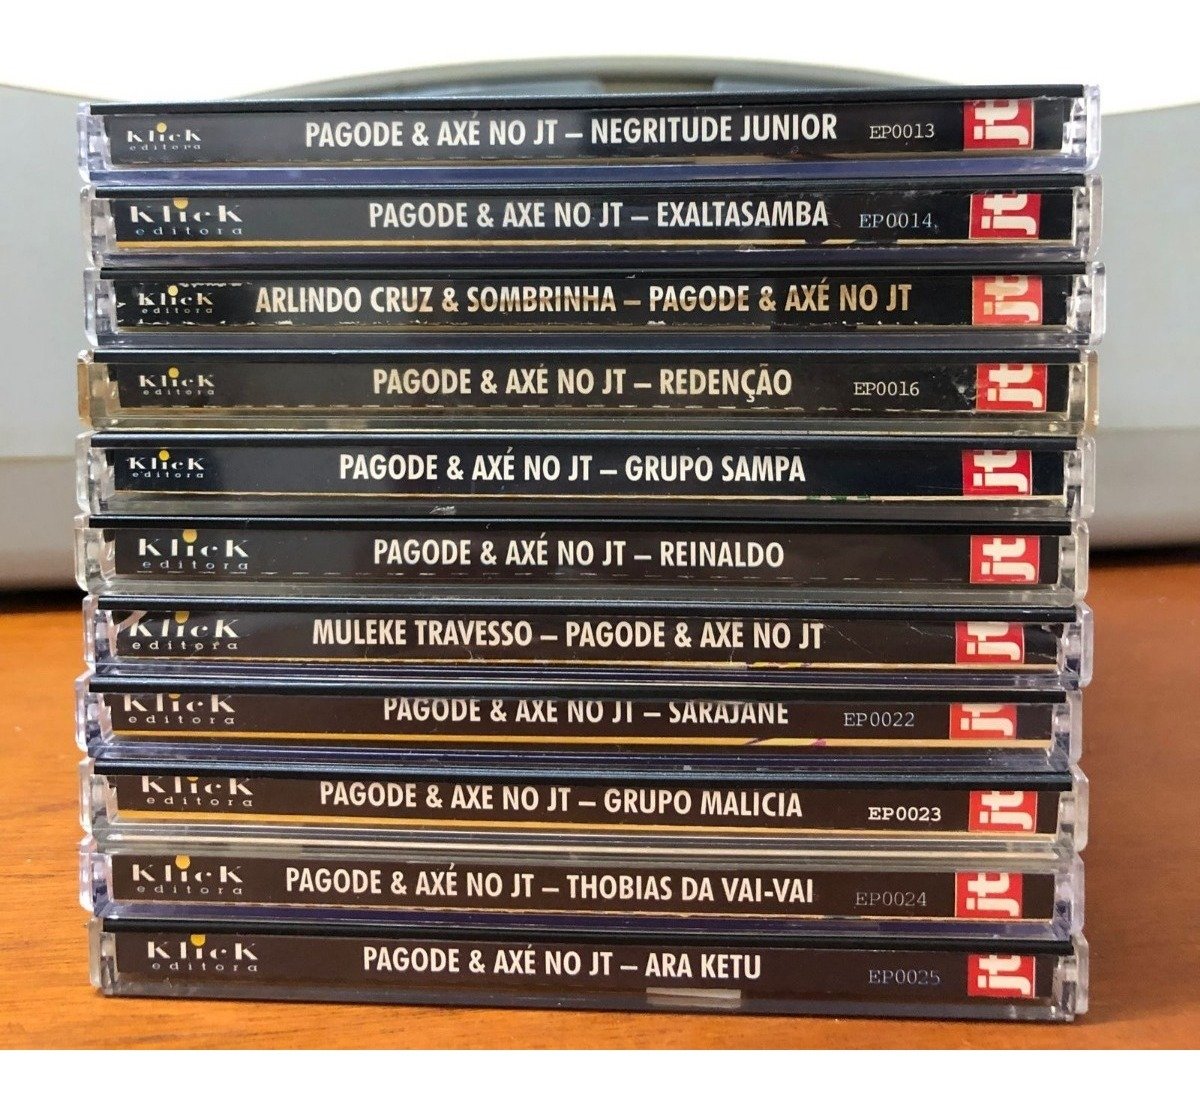 Klick editora PAGODE & AXÉ NO JT – NEGRITUDE JUNIOR EP0013 jt
Klick editora PAGODE & AXE NO JT – EXALTASAMBA EP0014 jt
Klick editora ARLINDO CRUZ & SOMBRINHA – PAGODE & AXÉ NO JT jt
Klick editora PAGODE & AXÉ NO JT – REDENÇÃO EP0016 jt
Klick editora PAGODE & AXÉ NO JT – GRUPO SAMPA jt
Klick editora PAGODE & AXÉ NO JT – REINALDO jt
Klick editora MULEKE TRAVESSO – PAGODE & AXE NO JT jt
Klick editora PAGODE & AXE NO JT – SARAJANE EP0022 jt
Klick editora PAGODE & AXE NO JT – GRUPO MALICIA EP0023 jt
Klick editora PAGODE & AXÉ NO JT – THOBIAS DA VAI-VAI EP0024 jt
Klick editora PAGODE & AXÉ NO JT – ARA KETU EP0025 jt